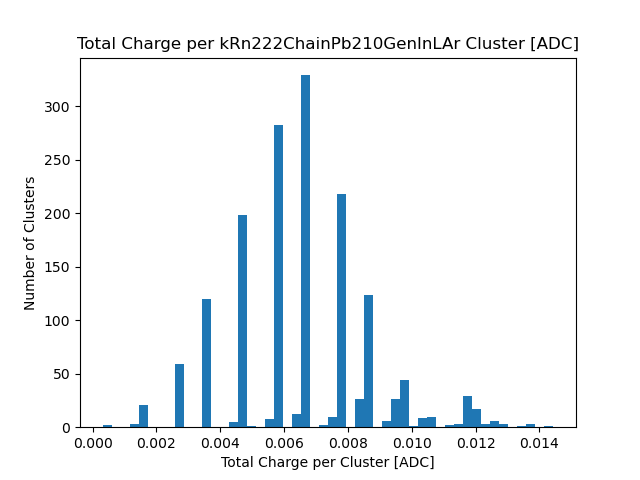 Total Charge per kRn222ChainPb210GenInLAr Cluster [ADC]
Number of Clusters
300
250
200
150
100
50
0
0.000 0.002 0.004 0.006 0.008 0.010 0.012 0.014
Total Charge per Cluster [ADC]